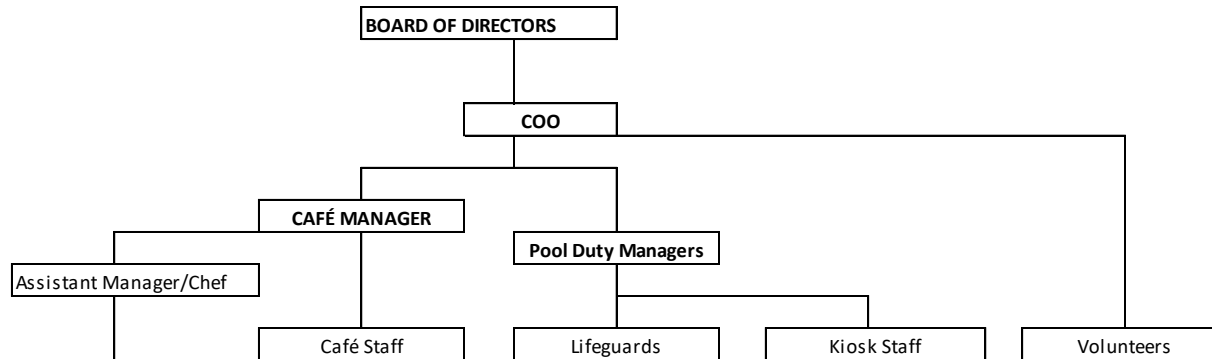 BOARD OF DIRECTORS
COO
CAFÉ MANAGER
Pool Duty Managers
Assistant Manager/Chef
Café Staff
Lifeguards
Kiosk Staff
Volunteers